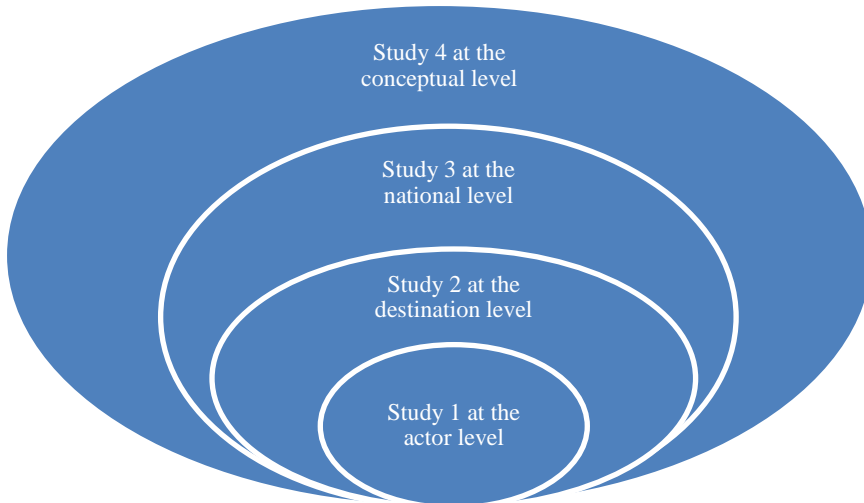 Study 4 at the
conceptual level
Study 3 at the
national level
Study 2 at the
destination level
Study 1 at the
actor level